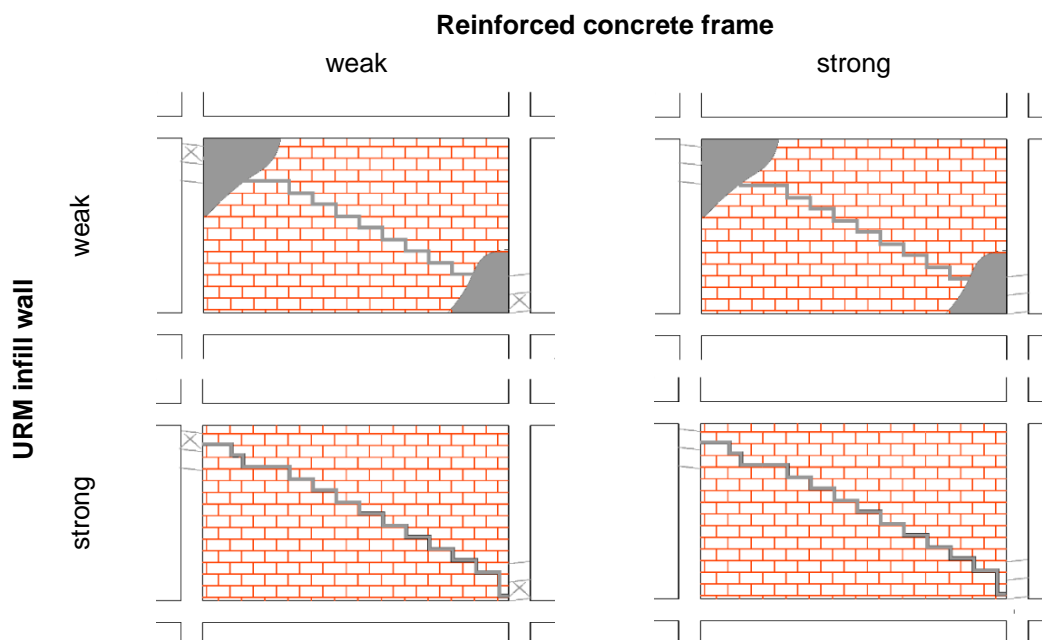 Reinforced concrete frame
weak
strong
URM infill wall
weak
strong